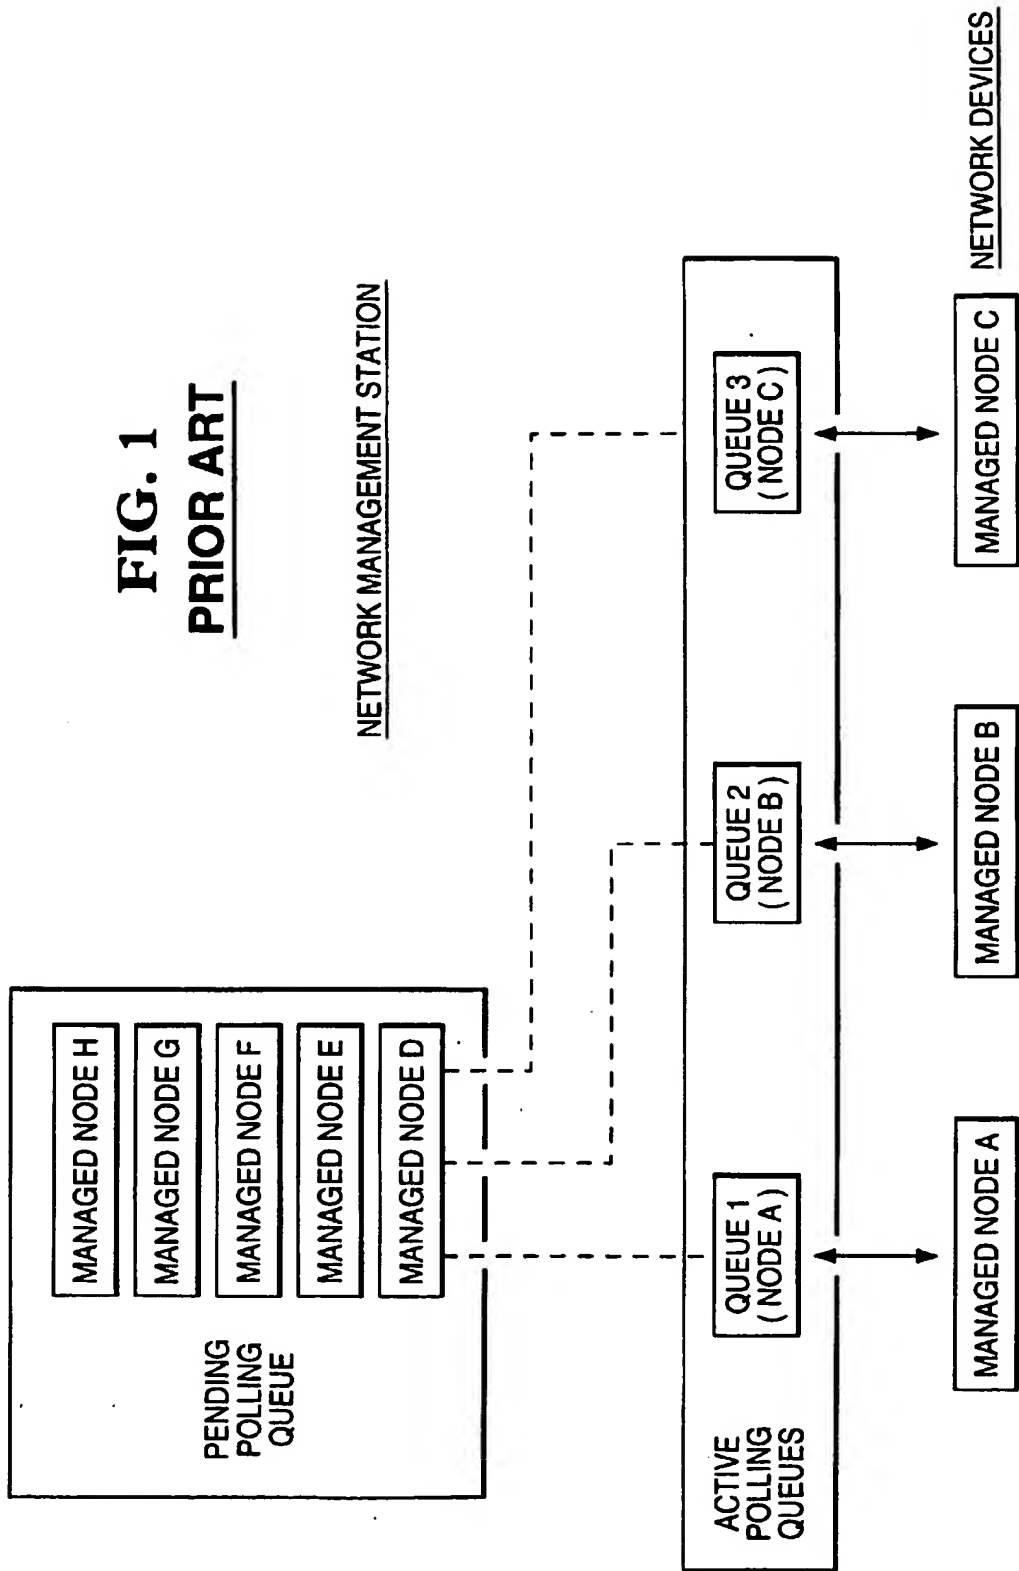 FIG. 1
PRIOR ART
NETWORK MANAGEMENT STATION
PENDING
POLLING
QUEUE
MANAGED NODE H
MANAGED NODE G
MANAGED NODE F
MANAGED NODE E
MANAGED NODE D
ACTIVE
POLLING
QUEUES
QUEUE 1
( NODE A )
QUEUE 2
( NODE B )
QUEUE 3
( NODE C )
MANAGED NODE A
MANAGED NODE B
MANAGED NODE C
NETWORK DEVICES